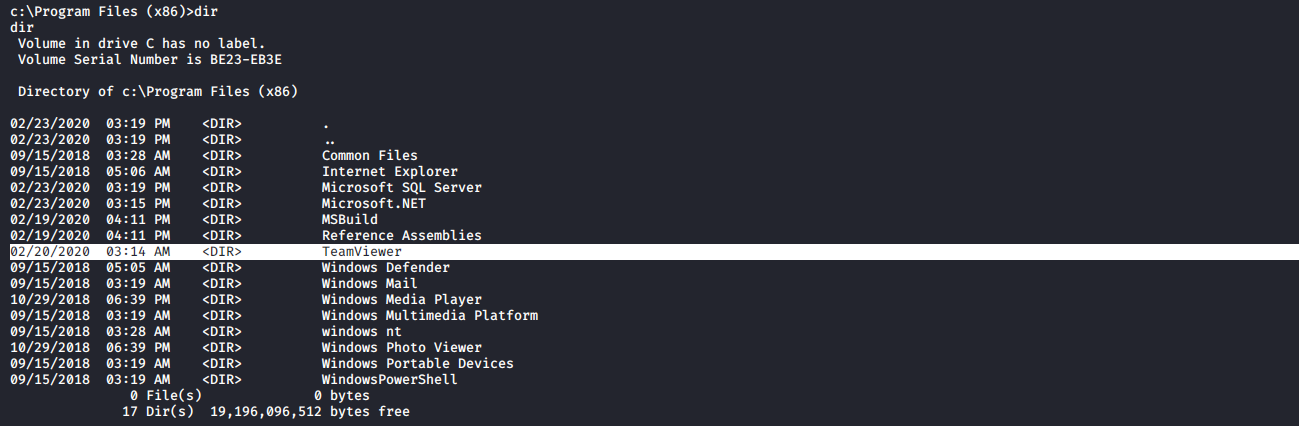 c:\Program Files (x86)>dir
dir
 Volume in drive C has no label.
 Volume Serial Number is BE23-EB3E

 Directory of c:\Program Files (x86)

02/23/2020  03:19 PM    <DIR>          .
02/23/2020  03:19 PM    <DIR>          ..
09/15/2018  03:28 AM    <DIR>          Common Files
09/15/2018  05:06 AM    <DIR>          Internet Explorer
02/23/2020  03:19 PM    <DIR>          Microsoft SQL Server
02/23/2020  03:15 PM    <DIR>          Microsoft.NET
02/19/2020  04:11 PM    <DIR>          MSBuild
02/19/2020  04:11 PM    <DIR>          Reference Assemblies
02/20/2020  03:14 AM    <DIR>          TeamViewer
09/15/2018  05:05 AM    <DIR>          Windows Defender
09/15/2018  03:19 AM    <DIR>          Windows Mail
10/29/2018  06:39 PM    <DIR>          Windows Media Player
09/15/2018  03:19 AM    <DIR>          Windows Multimedia Platform
09/15/2018  03:28 AM    <DIR>          windows nt
10/29/2018  06:39 PM    <DIR>          Windows Photo Viewer
09/15/2018  03:19 AM    <DIR>          Windows Portable Devices
09/15/2018  03:19 AM    <DIR>          WindowsPowerShell
               0 File(s)              0 bytes
              17 Dir(s)  19,196,096,512 bytes free